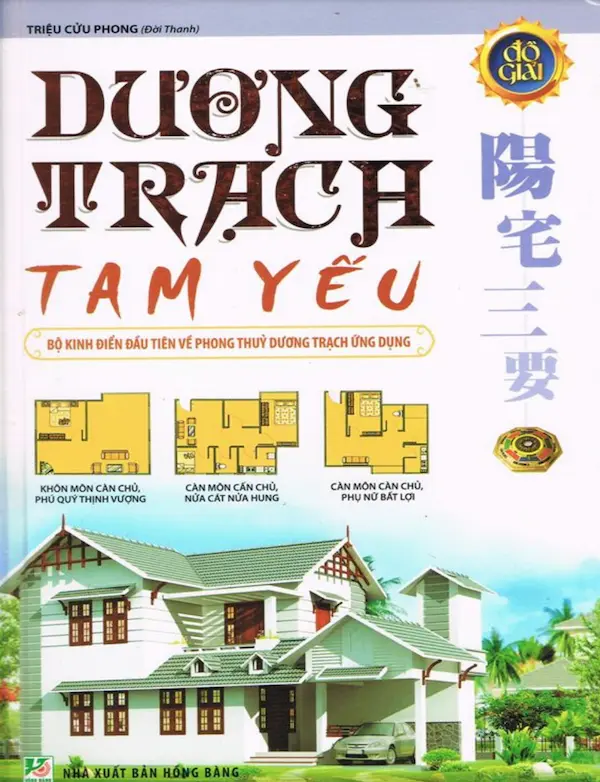 TRIỆU CỬU PHONG (Đời Thanh)
ĐỒ
GIẢI
DƯƠNG
TRẠCH
TAM YẾU
陽宅三要
BỘ KINH ĐIỂN ĐẦU TIÊN VỀ PHONG THUỶ DƯƠNG TRẠCH ỨNG DỤNG
KHÔN MÔN CÀN CHỦ,
PHÚ QUÝ THỊNH VƯỢNG
CÀN MÔN CẤN CHỦ,
NỬA CÁT NỬA HUNG
CÀN MÔN CÀN CHỦ,
PHỤ NỮ BẤT LỢI
HỒNG BÀNG
NHÀ XUẤT BẢN HỒNG BÀNG